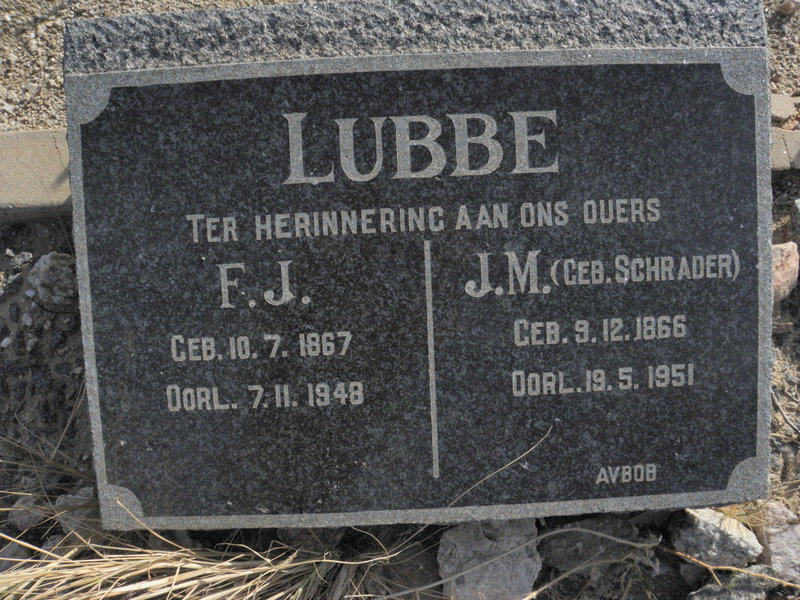 LUBBE
TER HERINNERING AAN ONS OUERS
F.J.
GEB. 10. 7. 1867
OORL. 7. 11. 1948
J.M. (GEB. SCHRADER)
GEB. 9. 12. 1866
OORL. 19. 5. 1951
AVBOB